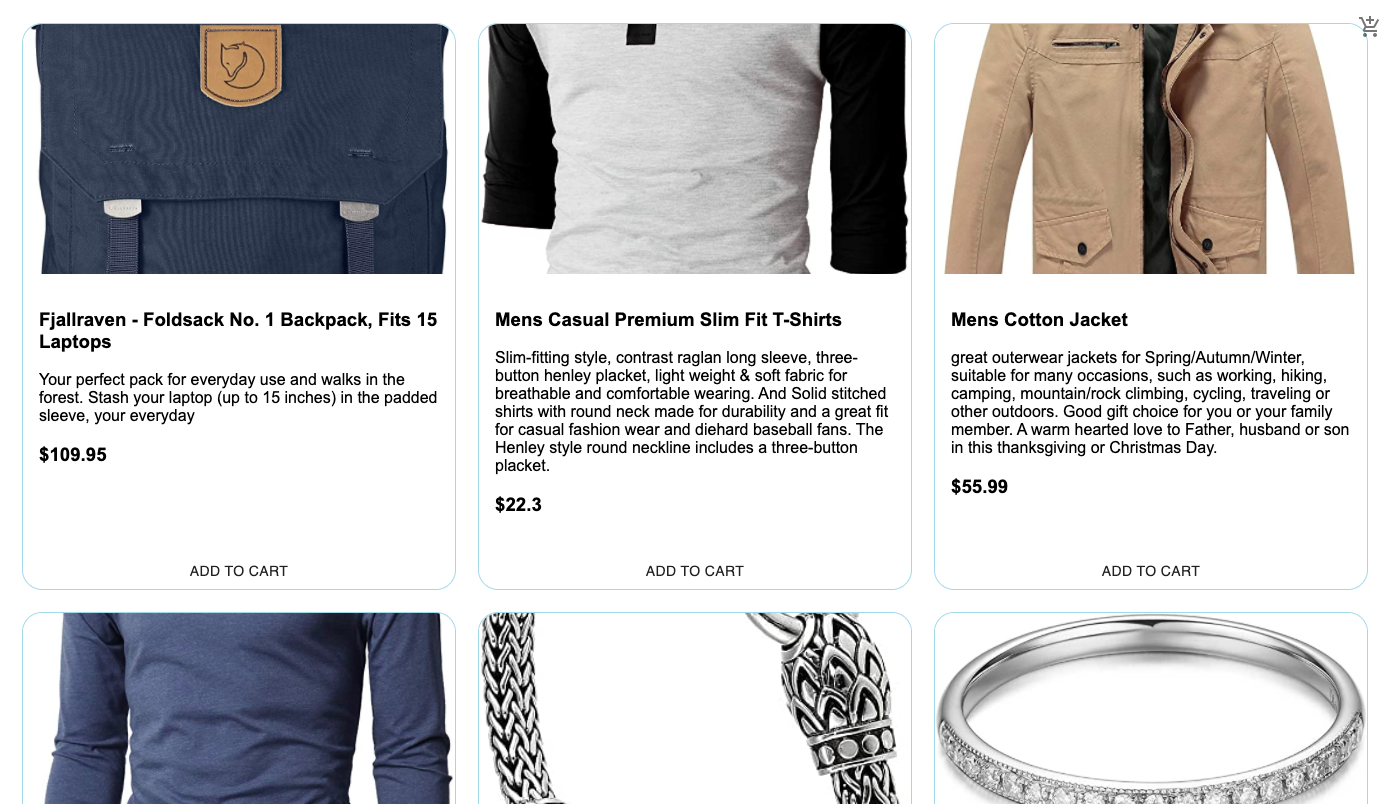 Fjallraven - Foldsack No. 1 Backpack, Fits 15
Laptops
Your perfect pack for everyday use and walks in the
forest. Stash your laptop (up to 15 inches) in the padded
sleeve, your everyday
$109.95
ADD TO CART
Mens Casual Premium Slim Fit T-Shirts
Slim-fitting style, contrast raglan long sleeve, three-
button henley placket, light weight & soft fabric for
breathable and comfortable wearing. And Solid stitched
shirts with round neck made for durability and a great fit
for casual fashion wear and diehard baseball fans. The
Henley style round neckline includes a three-button
placket.
$22.3
ADD TO CART
Mens Cotton Jacket
great outerwear jackets for Spring/Autumn/Winter,
suitable for many occasions, such as working, hiking,
camping, mountain/rock climbing, cycling, traveling or
other outdoors. Good gift choice for you or your family
member. A warm hearted love to Father, husband or son
in this thanksgiving or Christmas Day.
$55.99
ADD TO CART